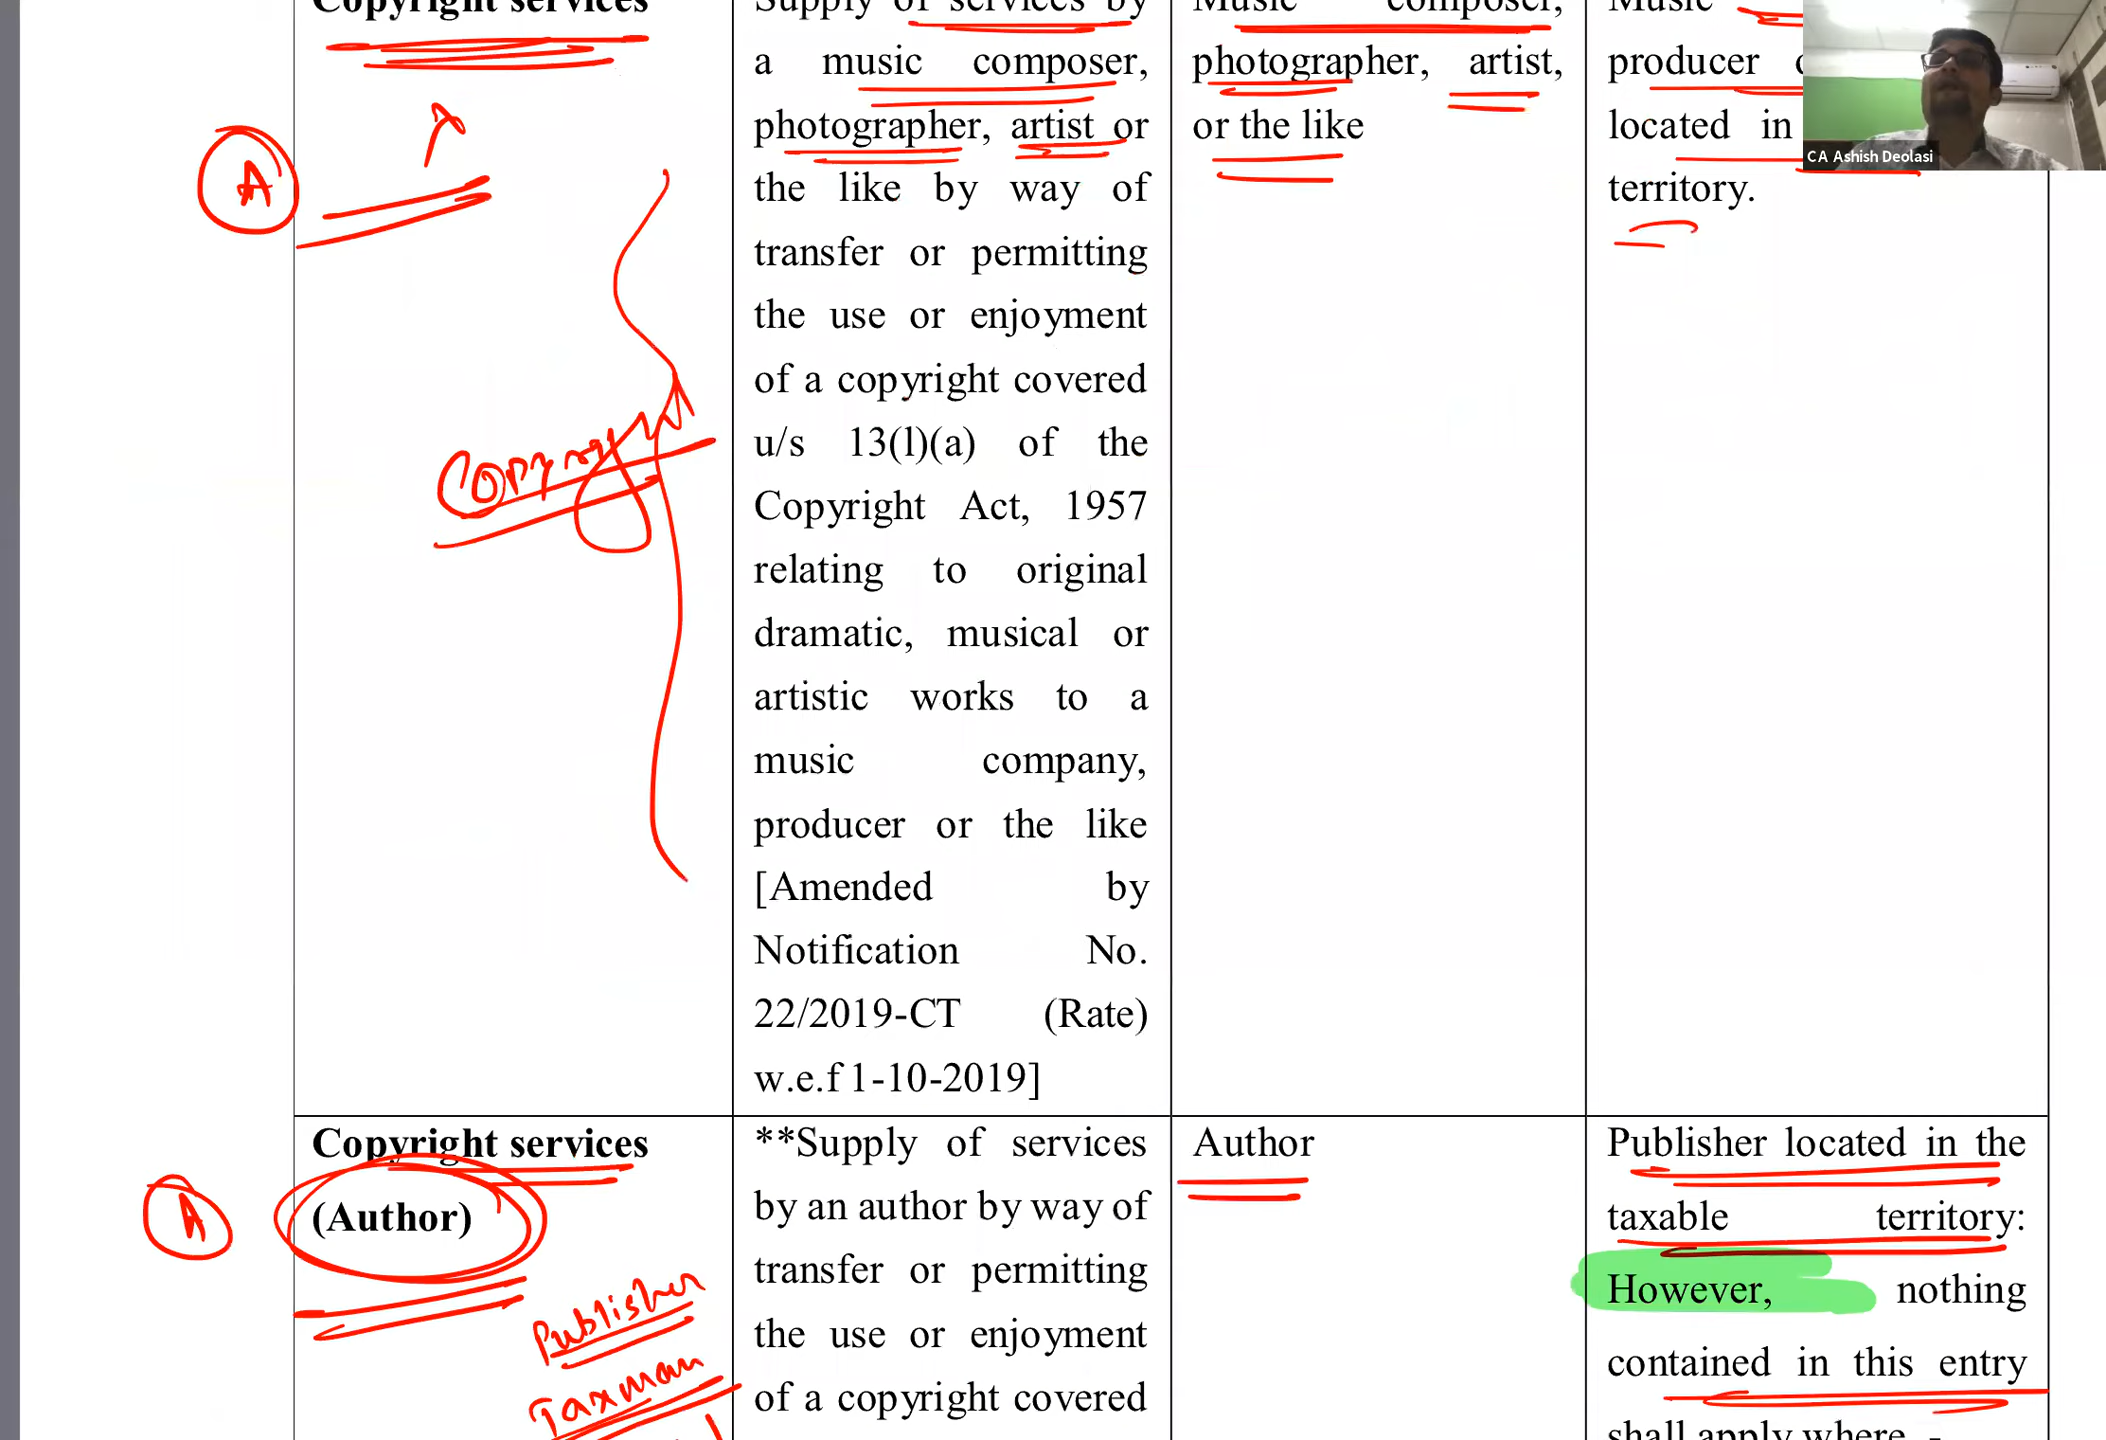 Copyright services
Supply of services by
a music composer,
photographer, artist or
the like by way of
transfer or permitting
the use or enjoyment
of a copyright covered
u/s 13(l)(a) of the
Copyright Act, 1957
relating to original
dramatic, musical or
artistic works to a
music company,
producer or the like
[Amended by
Notification No.
22/2019-CT (Rate)
w.e.f 1-10-2019]
Music composer,
photographer, artist,
or the like
Music
producer
located in
territory.
CA Ashish Deolasi
A
Copyright services
(Author)
A
Publisher
Taxman
**Supply of services
by an author by way of
transfer or permitting
the use or enjoyment
of a copyright covered
Author
Publisher located in the
taxable territory:
However, nothing
contained in this entry
shall apply where -